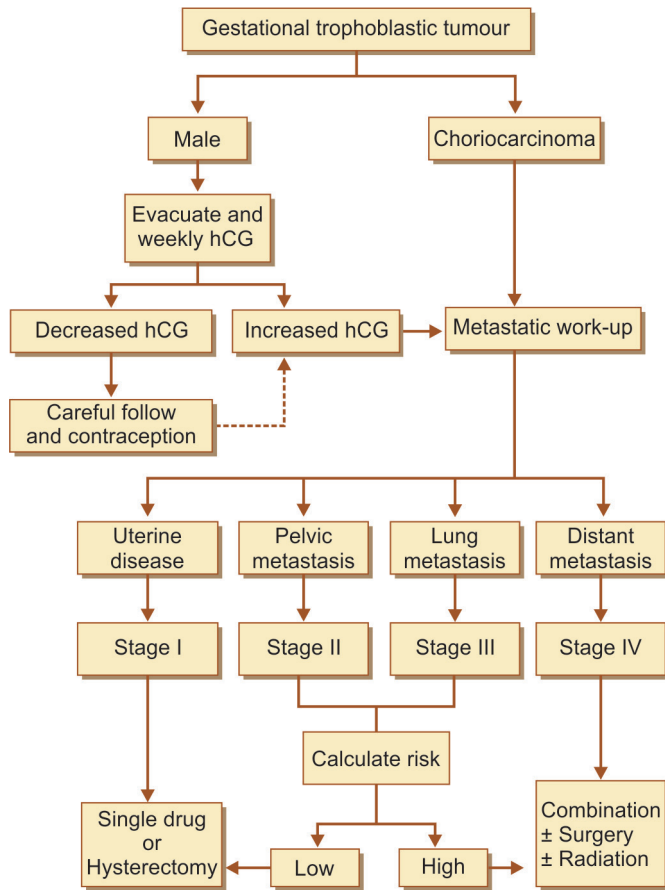 Gestational trophoblastic tumour
Male
Choriocarcinoma
Evacuate and
weekly hCG
Decreased hCG
Increased hCG
Metastatic work-up
Careful follow
and contraception
Uterine
disease
Pelvic
metastasis
Lung
metastasis
Distant
metastasis
Stage I
Stage II
Stage III
Stage IV
Calculate risk
Single drug
or
Hysterectomy
Low
High
Combination
± Surgery
± Radiation